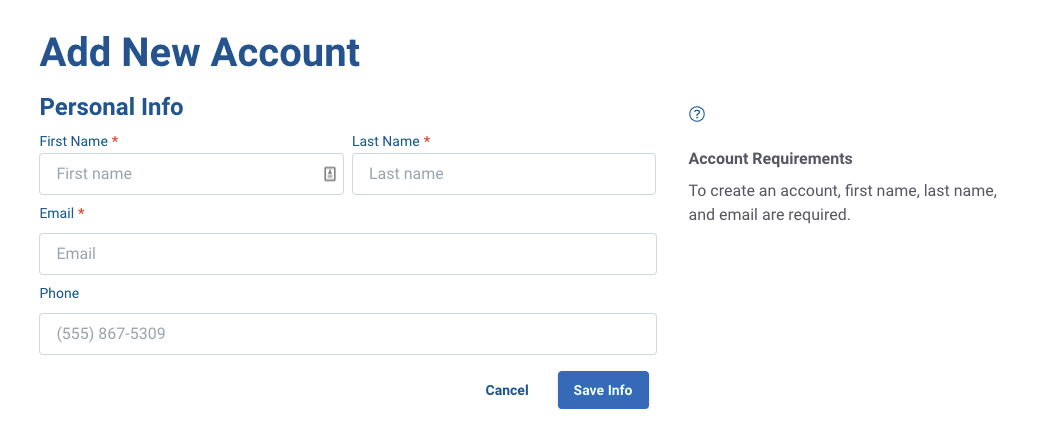 Add New Account
Personal Info
First Name *
Last Name *
First name
Last name
Email *
Email
Phone
(555) 867-5309
Cancel
Save Info
?
Account Requirements
To create an account, first name, last name,
and email are required.